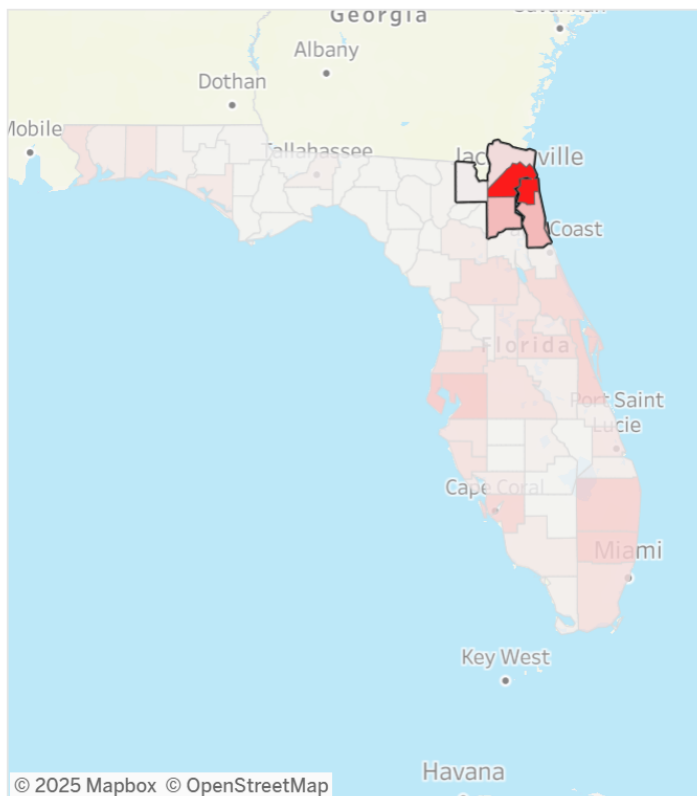 Georgia
Albany
Dothan
Mobile
Tallahassee
Coast
Florida
Port Saint
Lucie
Cape Coral
Miami
Key West
Havana
© 2025 Mapbox © OpenStreetMap